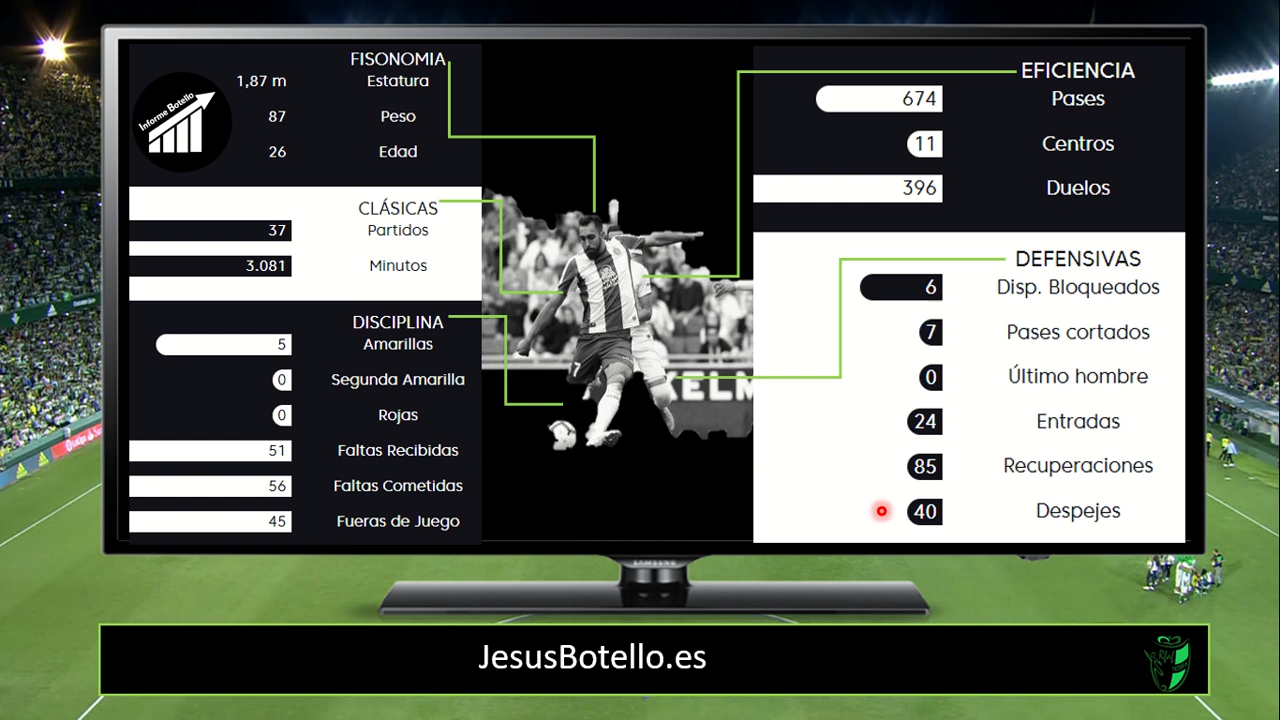 FISONOMIA
1,87 m Estatura
87 Peso
26 Edad
Informe Botello
CLÁSICAS
37 Partidos
3.081 Minutos
DISCIPLINA
5 Amarillas
0 Segunda Amarilla
0 Rojas
51 Faltas Recibidas
56 Faltas Cometidas
45 Fueras de Juego
7
KELM
EFICIENCIA
674 Pases
11 Centros
396 Duelos
DEFENSIVAS
6 Disp. Bloqueados
7 Pases cortados
0 Último hombre
24 Entradas
85 Recuperaciones
40 Despejes
SAMSUNG
JesusBotello.es